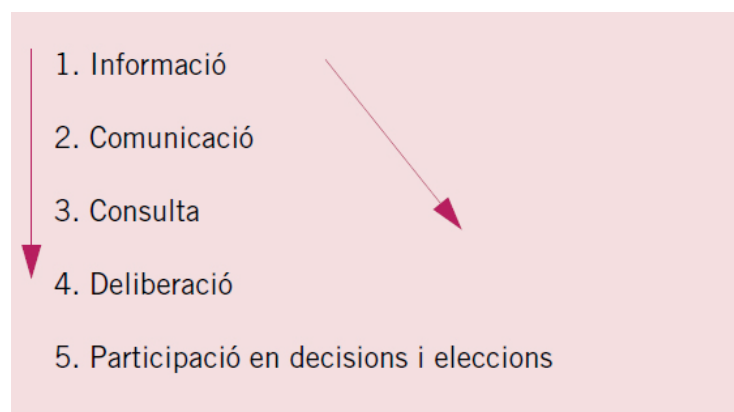 1. Informació
2. Comunicació
3. Consulta
4. Deliberació
5. Participació en decisions i eleccions